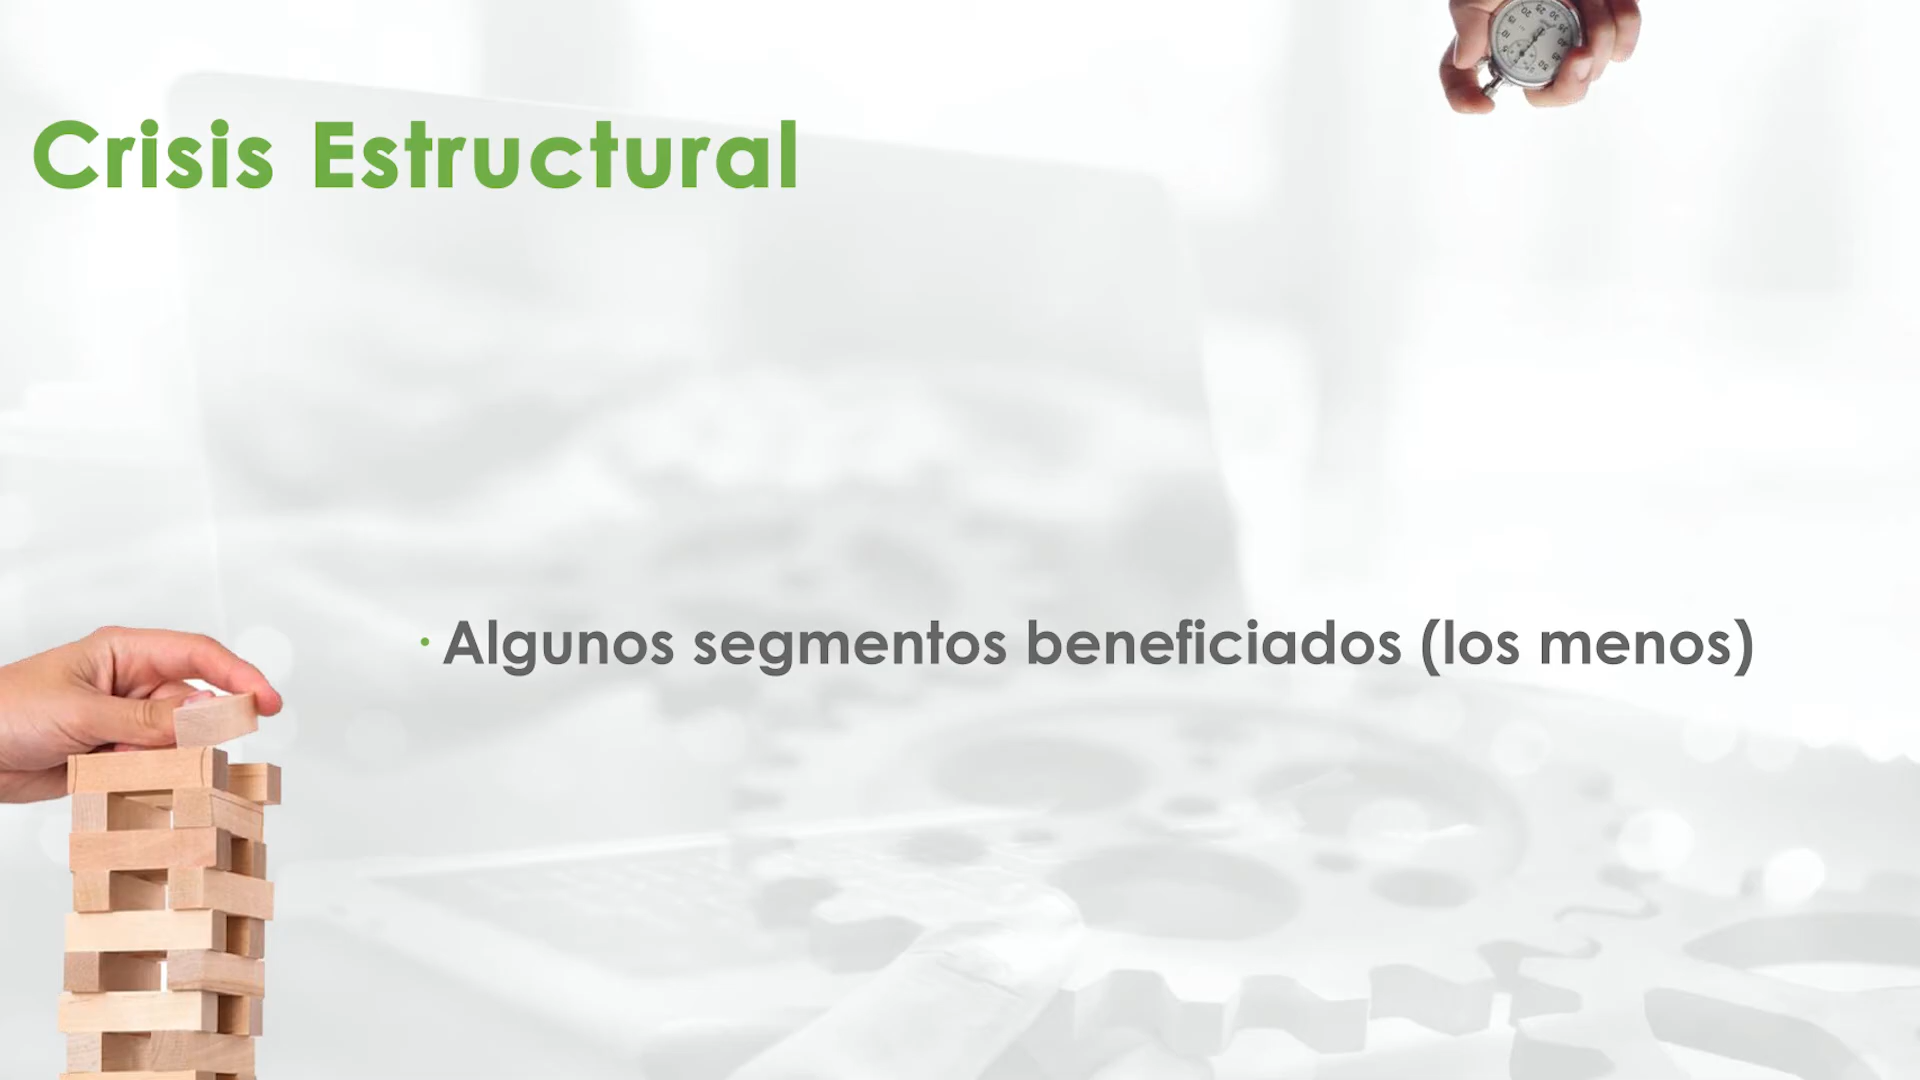 Crisis Estructural
· Algunos segmentos beneficiados (los menos)